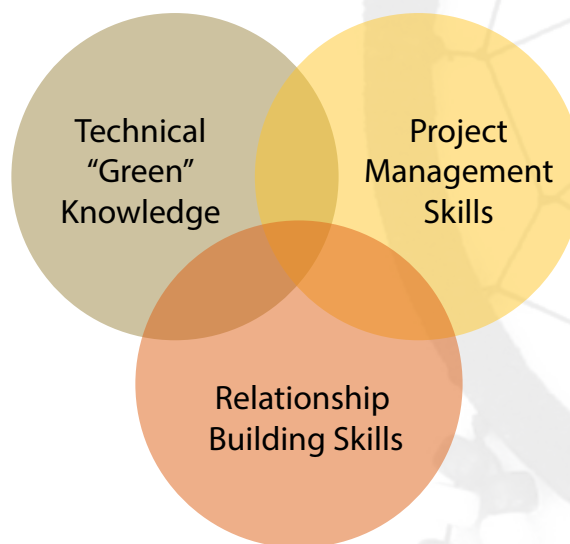 Technical
“Green”
Knowledge
Project
Management
Skills
Relationship
Building Skills